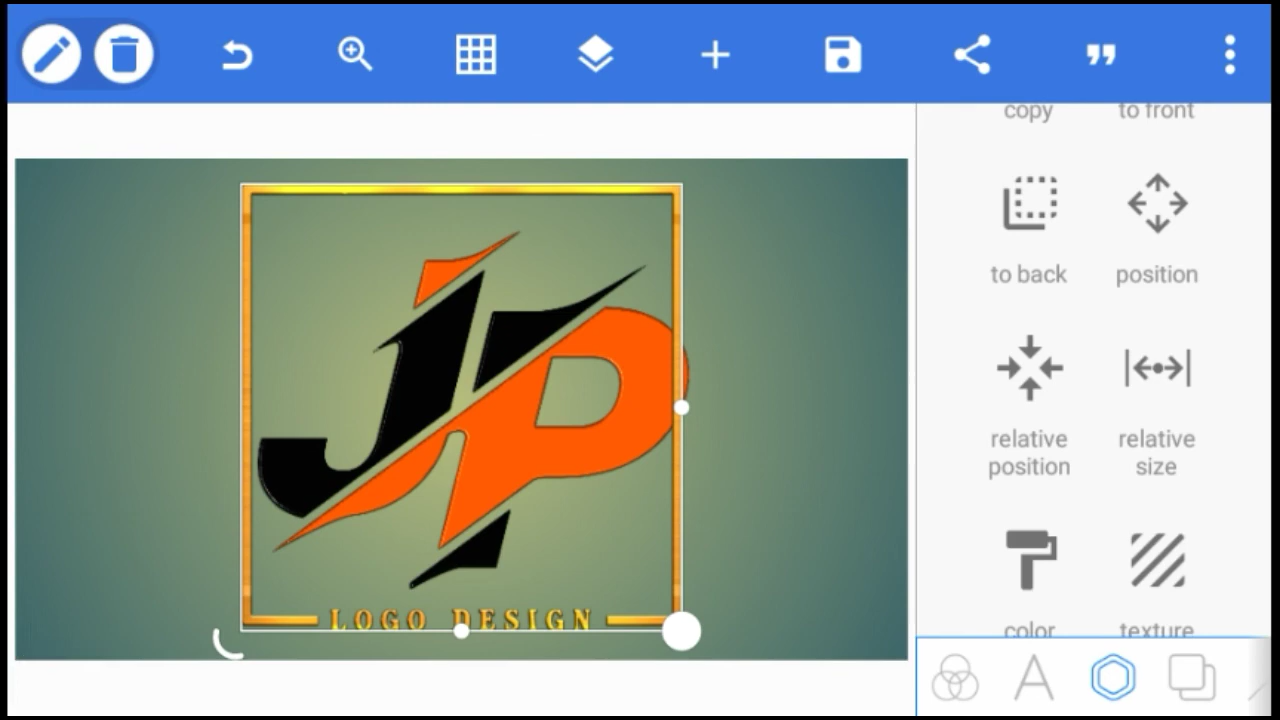 copy to front
to back position
relative position
relative size
color texture
JP
LOGO DESIGN
A